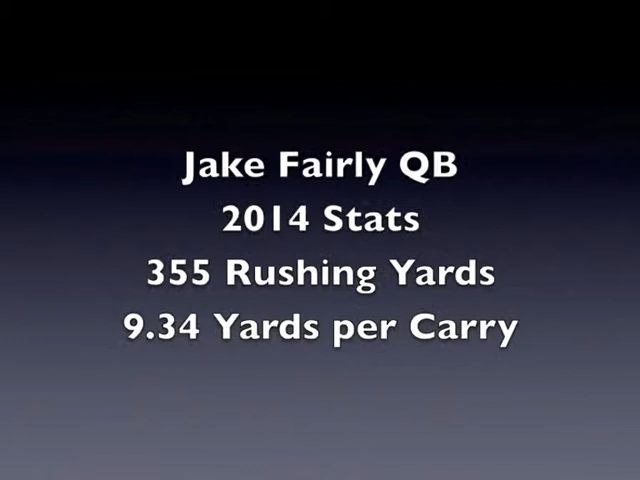 Jake Fairly QB
2014 Stats
355 Rushing Yards
9.34 Yards per Carry